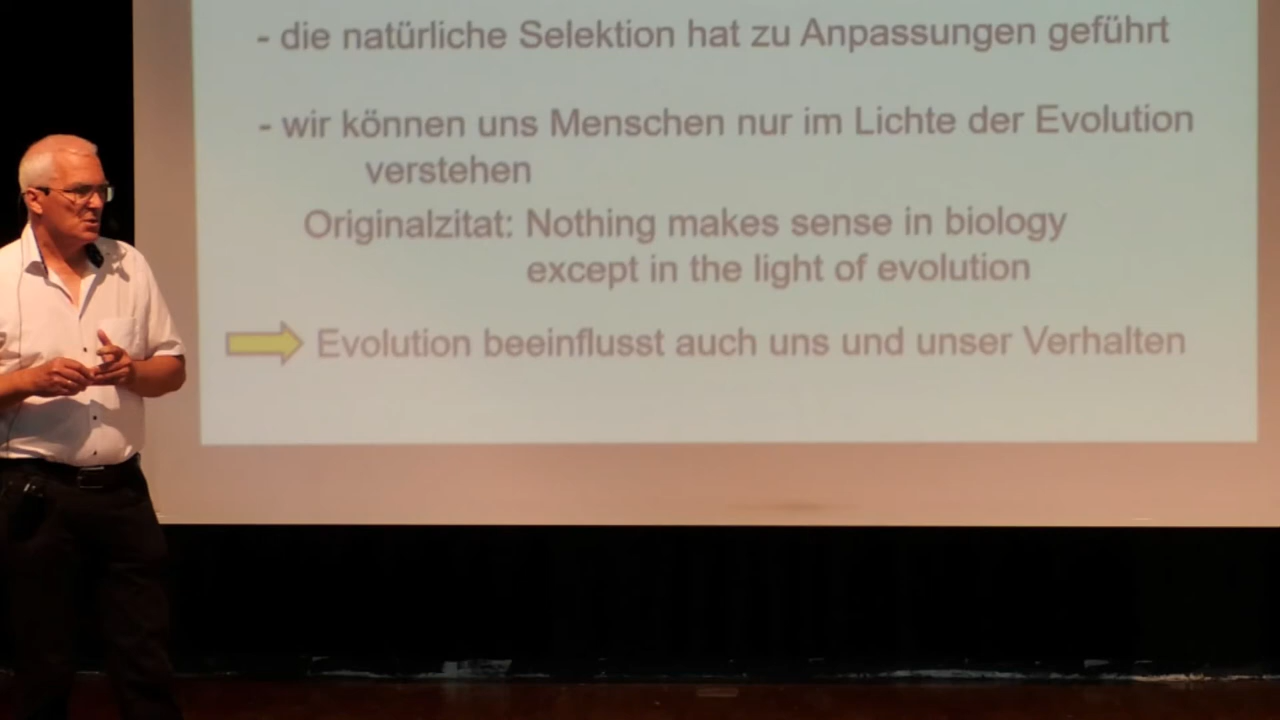 - die natürliche Selektion hat zu Anpassungen geführt
- wir können uns Menschen nur im Lichte der Evolution
verstehen
Originalzitat: Nothing makes sense in biology
except in the light of evolution
Evolution beeinflusst auch uns und unser Verhalten